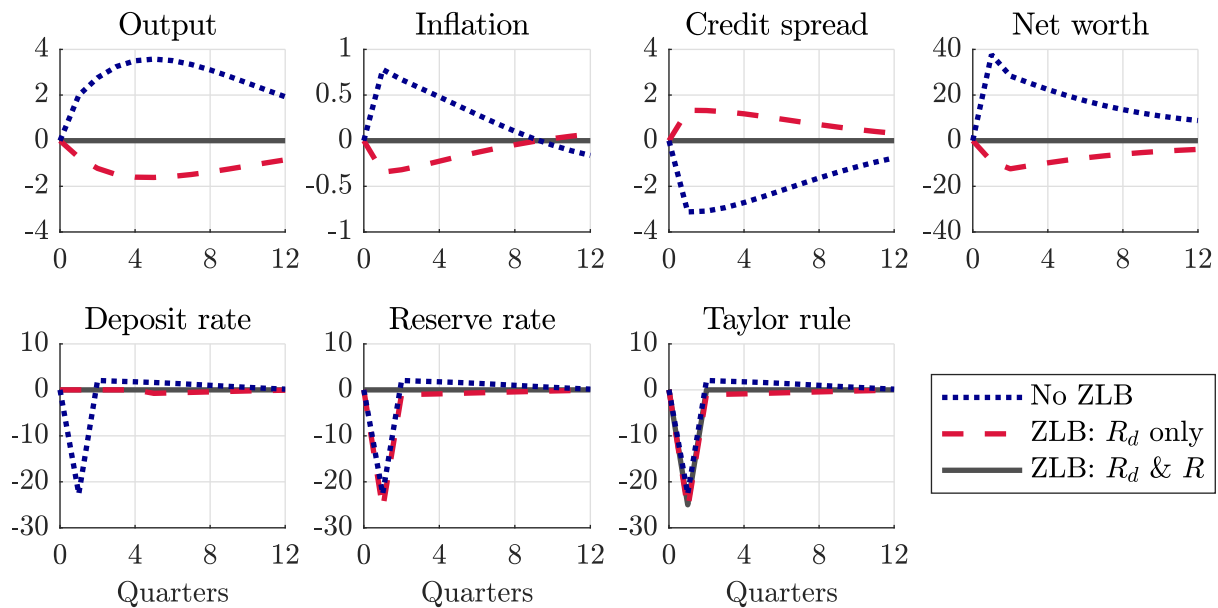 Output Inflation Credit spread Net worth
4 1 4 40
2 0.5 2 20
0 0 0 0
-2 -0.5 -2 -20
-4 -1 -4 -40
0 4 8 12 0 4 8 12 0 4 8 12 0 4 8 12
Deposit rate Reserve rate Taylor rule
10 10 10
0 0 0
-10 -10 -10
-20 -20 -20
-30 -30 -30
0 4 8 12 0 4 8 12 0 4 8 12
Quarters Quarters Quarters
No ZLB
ZLB: R_d only
ZLB: R_d & R